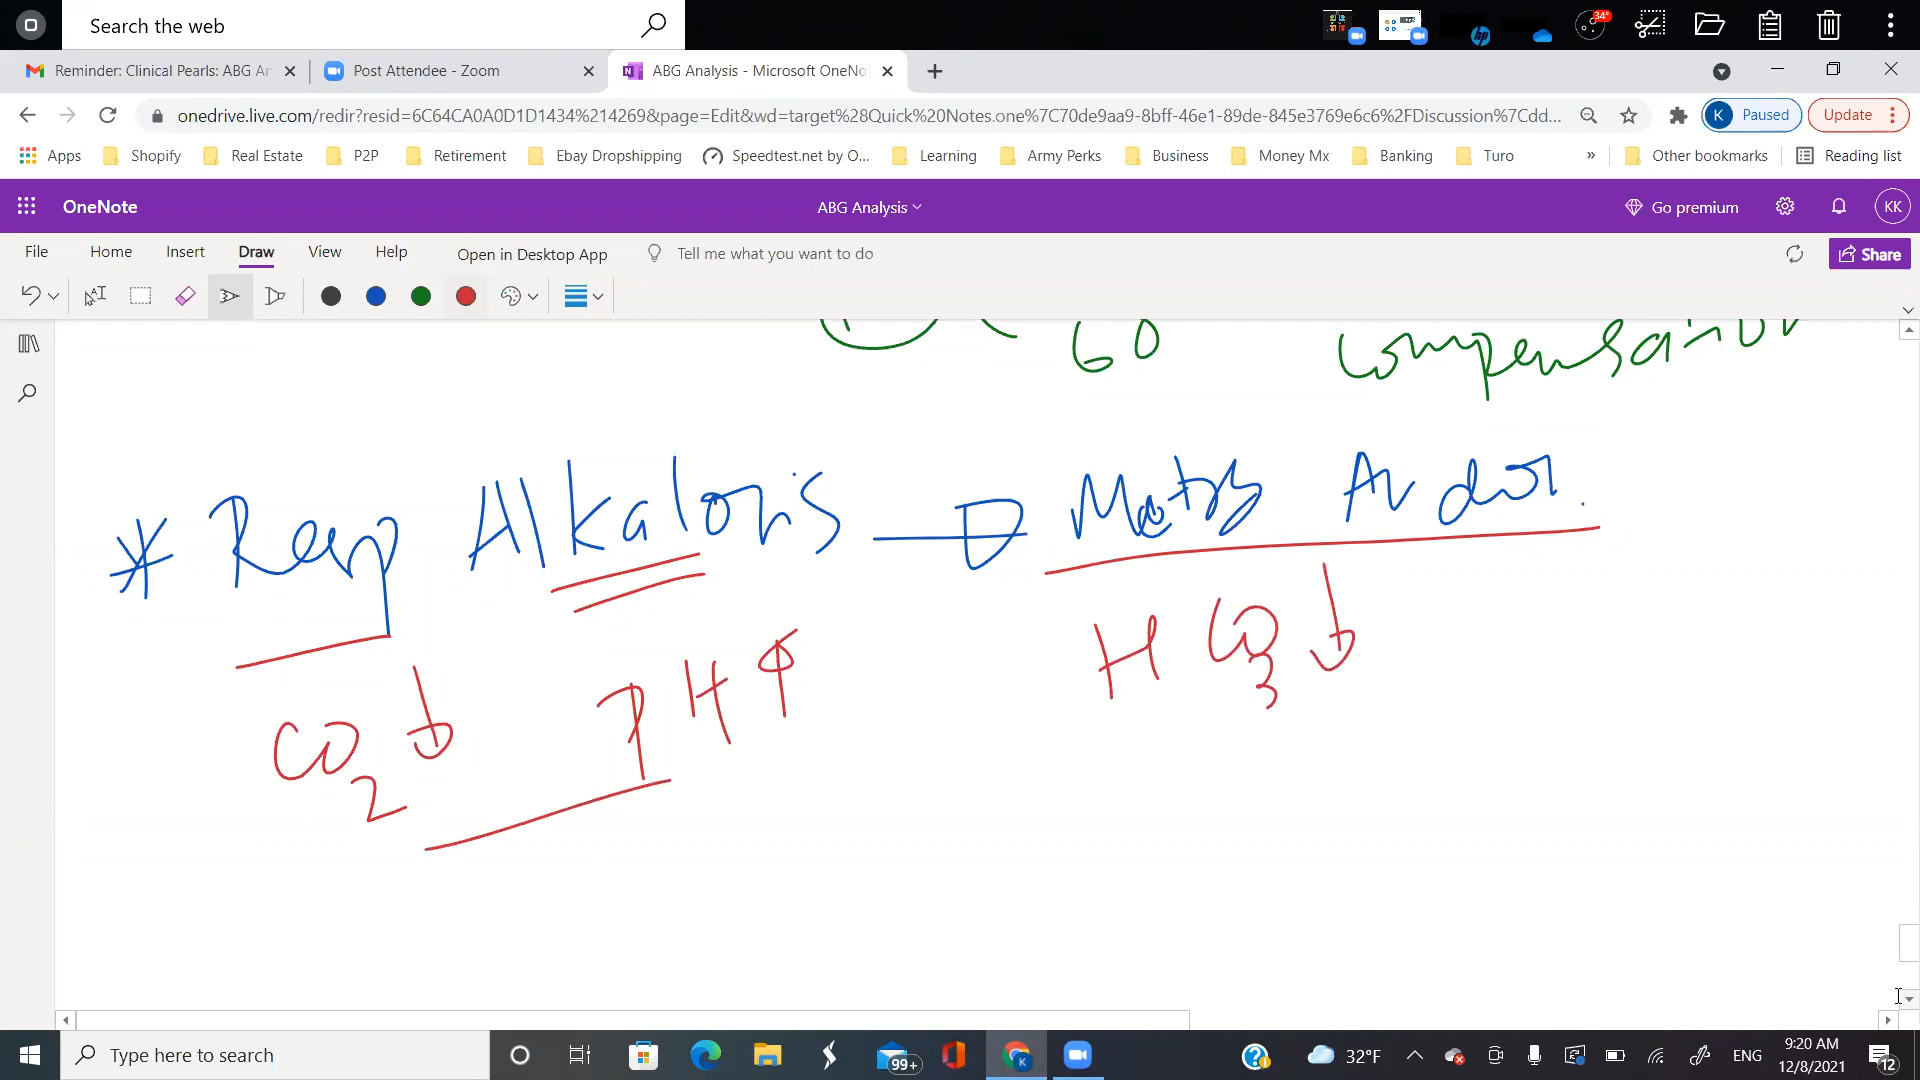 Search the web
34°
Reminder: Clinical Pearls: ABG An
Post Attendee - Zoom
ABG Analysis - Microsoft OneNo
onedrive.live.com/redir?resid=6C64CA0A0D1D1434%214269&page=Edit&wd=target%28Quick%20Notes.one%7C70de9aa9-8bff-46e1-89de-845e3769e6c6%2FDiscussion%7Cdd...
K Paused
Update
Apps Shopify Real Estate P2P Retirement Ebay Dropshipping Speedtest.net by O... Learning Army Perks Business Money Mx Banking Turo » Other bookmarks Reading list
OneNote
ABG Analysis
Go premium
KK
File Home Insert Draw View Help Open in Desktop App Tell me what you want to do
Share
60 compensation
* Resp Alkalosis → Metab
HCO3 ↓
PH ↑
CO2 ↓
Type here to search
99+
32°F
ENG
9:20 AM
12/8/2021
12